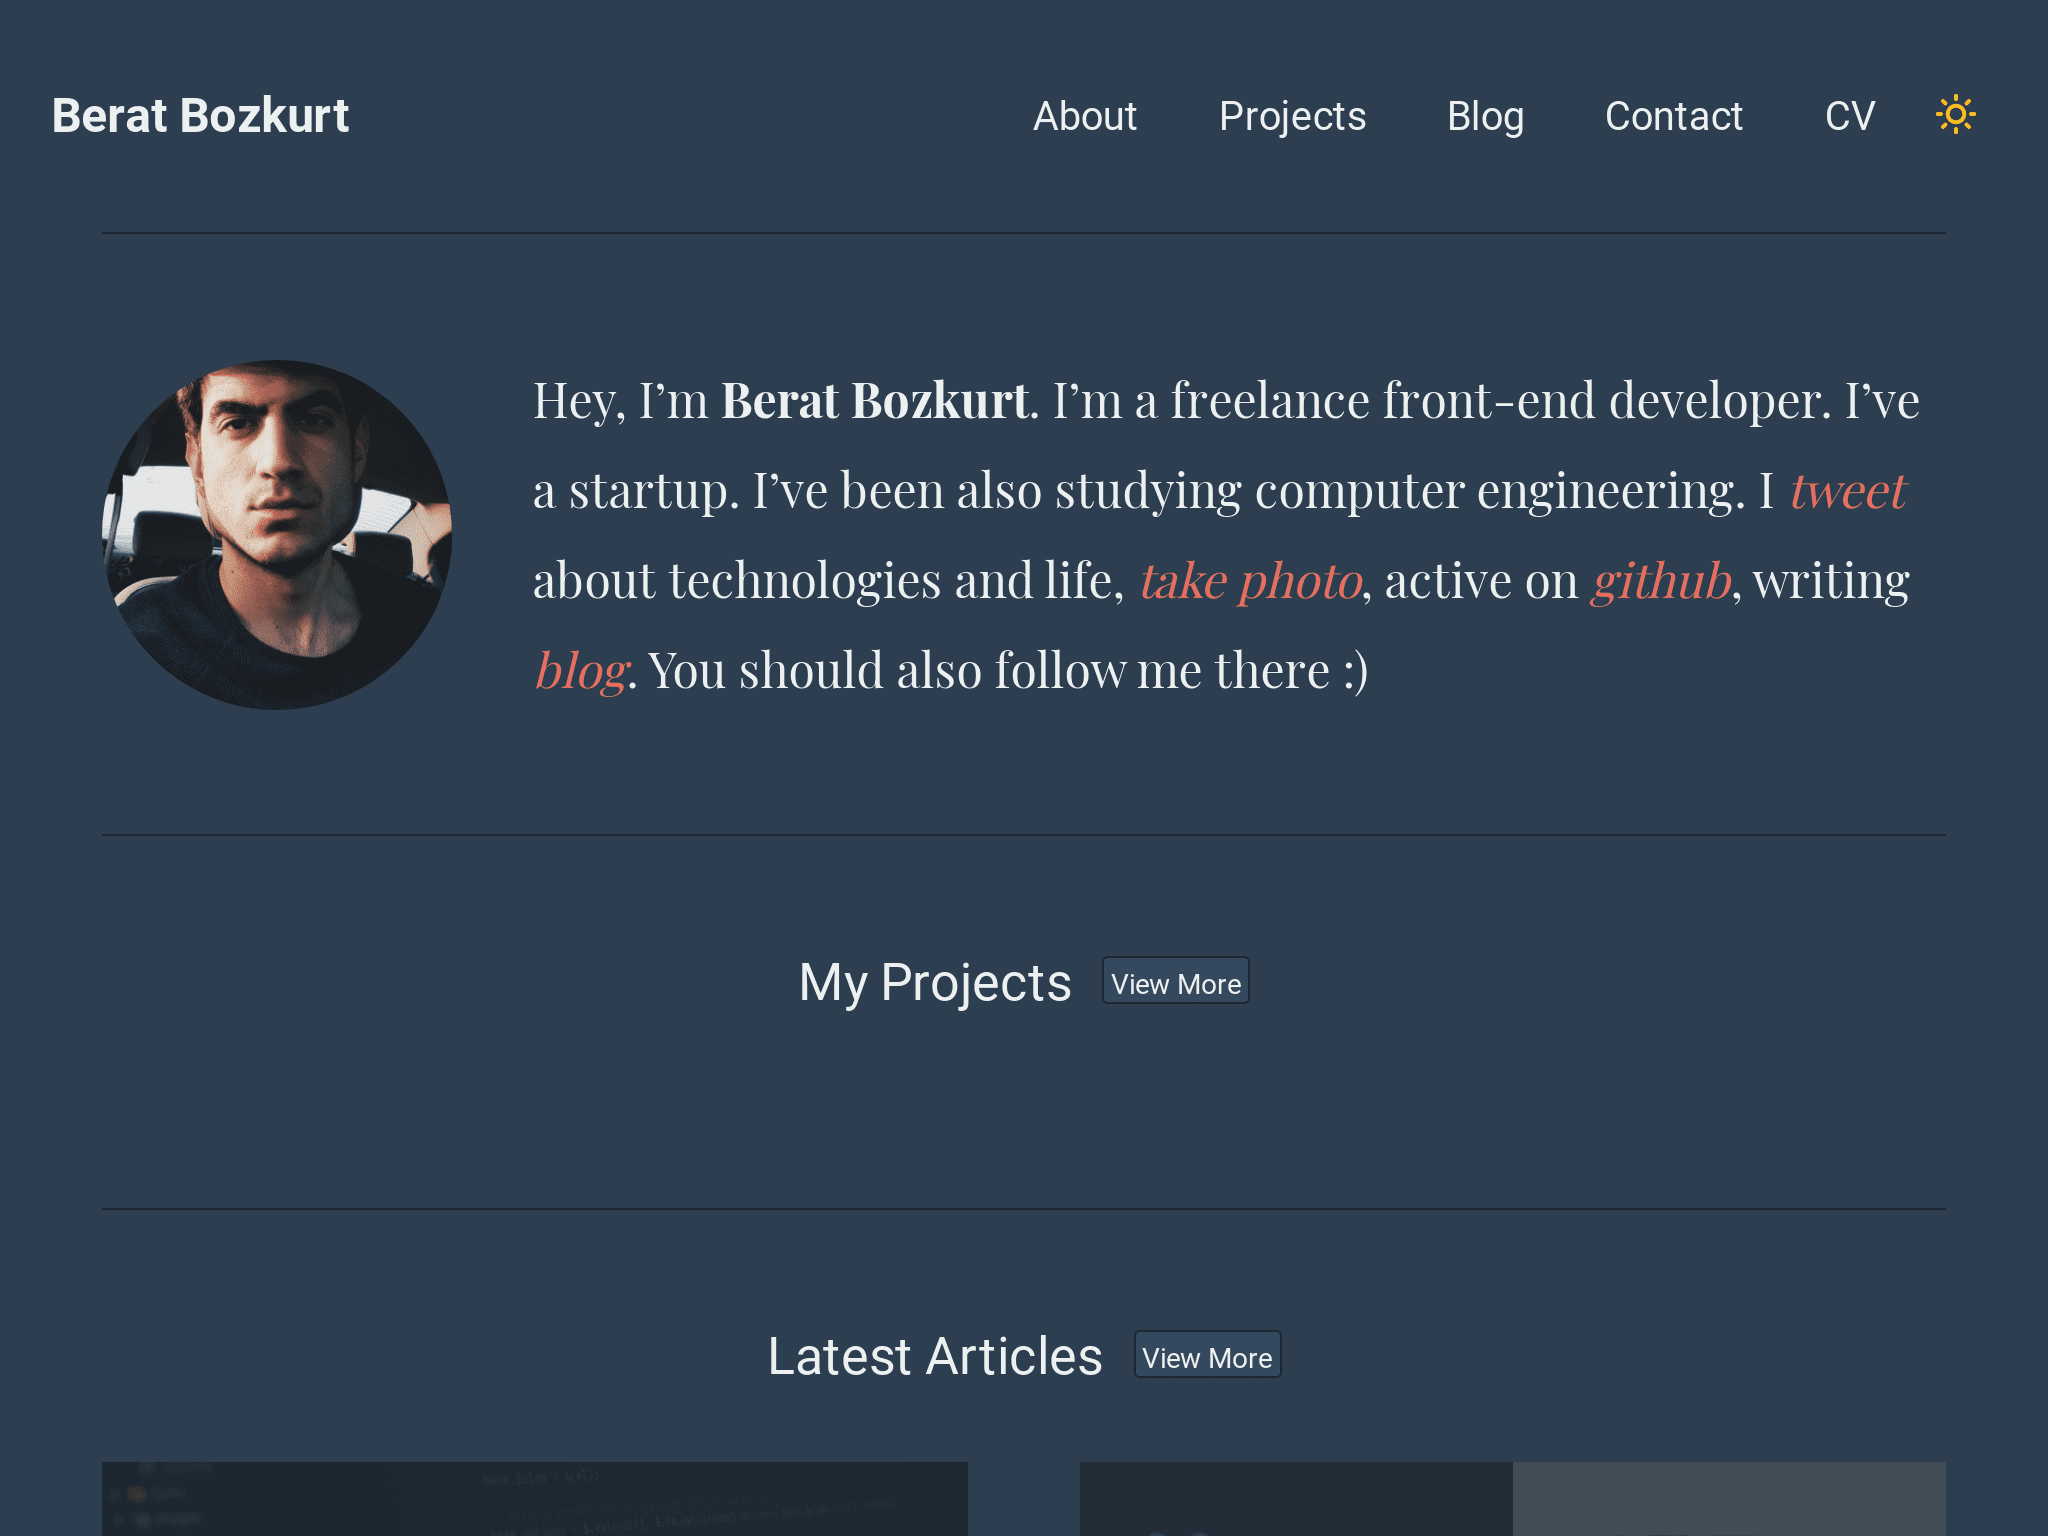 Berat Bozkurt
About Projects Blog Contact CV
Hey, I’m Berat Bozkurt. I’m a freelance front-end developer. I’ve
a startup. I’ve been also studying computer engineering. I tweet
about technologies and life, take photo, active on github, writing
blog. You should also follow me there :)
My Projects View More
Latest Articles View More